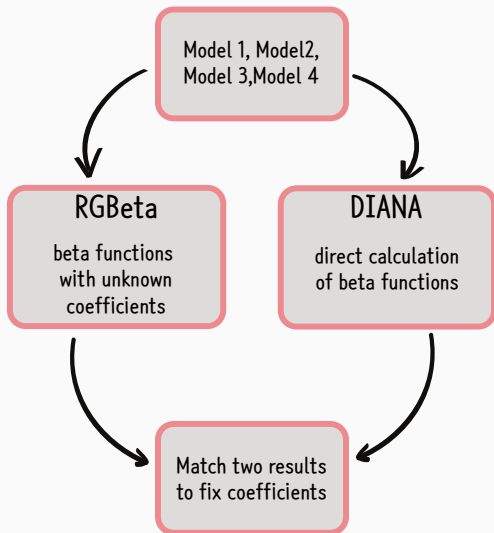 Model 1, Model2,
Model 3,Model 4
RGBeta
beta functions
with unknown
coefficients
DIANA
direct calculation
of beta functions
Match two results
to fix coefficients